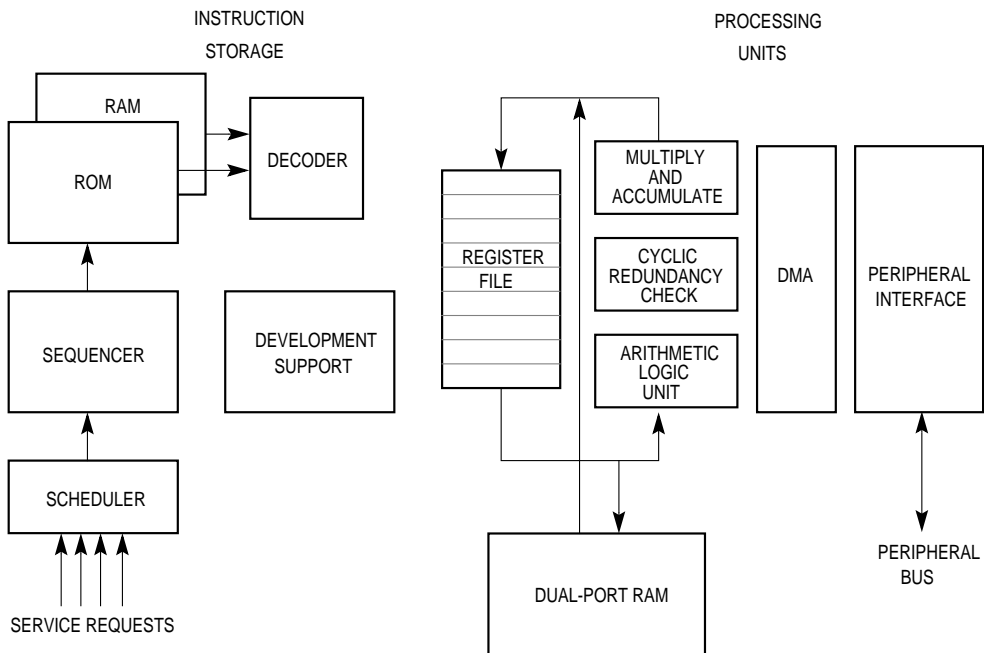 INSTRUCTION
STORAGE
PROCESSING
UNITS
RAM
ROM
DECODER
SEQUENCER
DEVELOPMENT
SUPPORT
SCHEDULER
SERVICE REQUESTS
REGISTER
FILE
MULTIPLY
AND
ACCUMULATE
CYCLIC
REDUNDANCY
CHECK
ARITHMETIC
LOGIC
UNIT
DMA
PERIPHERAL
INTERFACE
DUAL-PORT RAM
PERIPHERAL
BUS